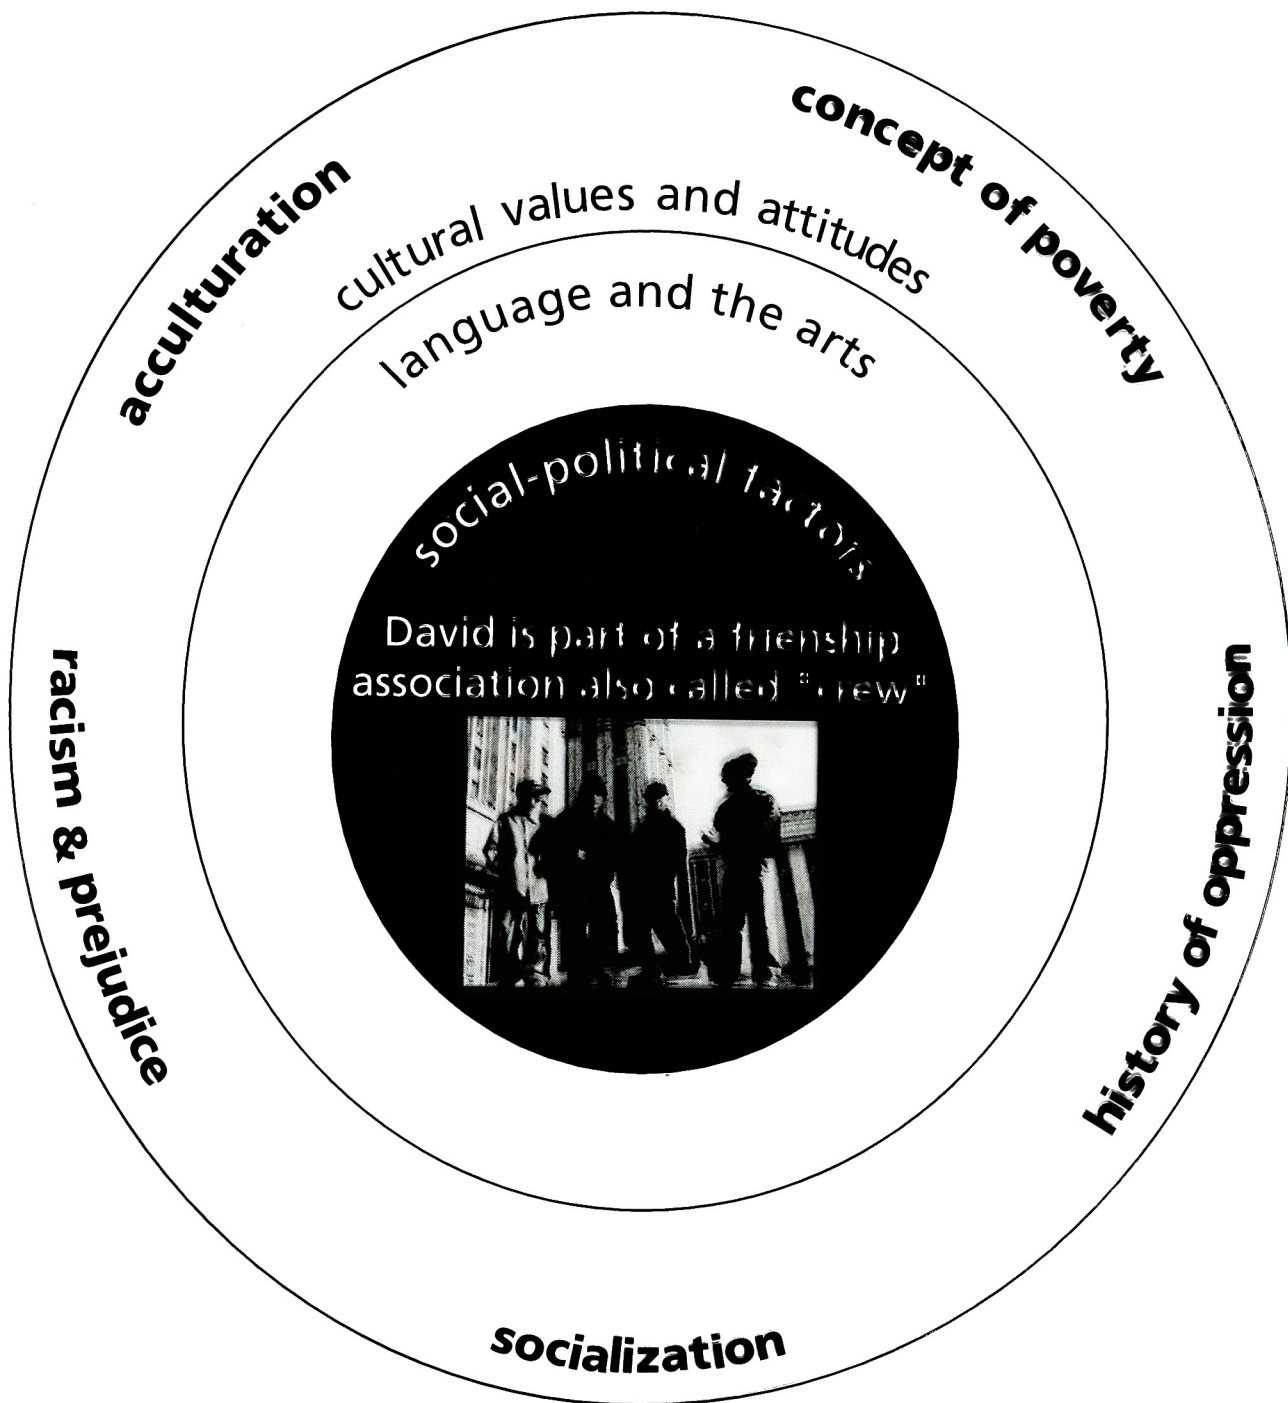 concept of poverty
acculturation
cultural values and attitudes
language and the arts
social-political factors
David is part of a frienship
association also called "crew"
racism & prejudice
history of oppression
socialization